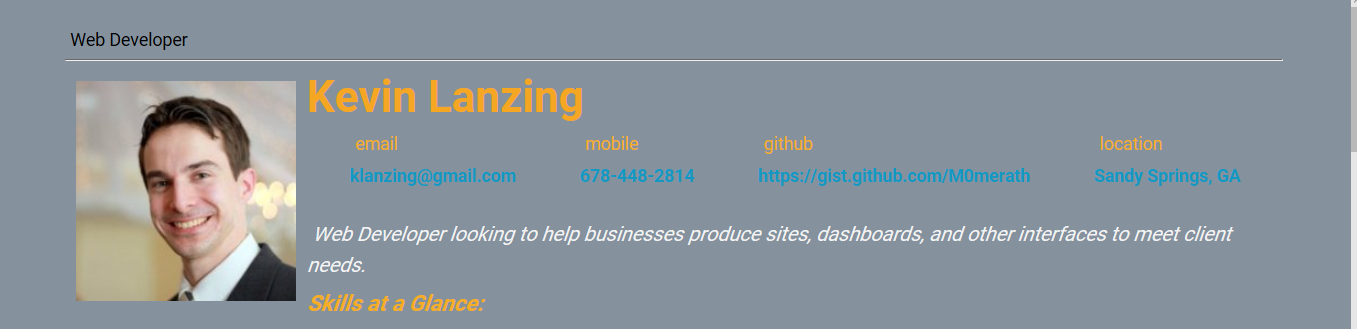 Web Developer
Kevin Lanzing
email mobile github location
klanzing@gmail.com 678-448-2814 https://gist.github.com/M0merath Sandy Springs, GA
Web Developer looking to help businesses produce sites, dashboards, and other interfaces to meet client
needs.
Skills at a Glance: